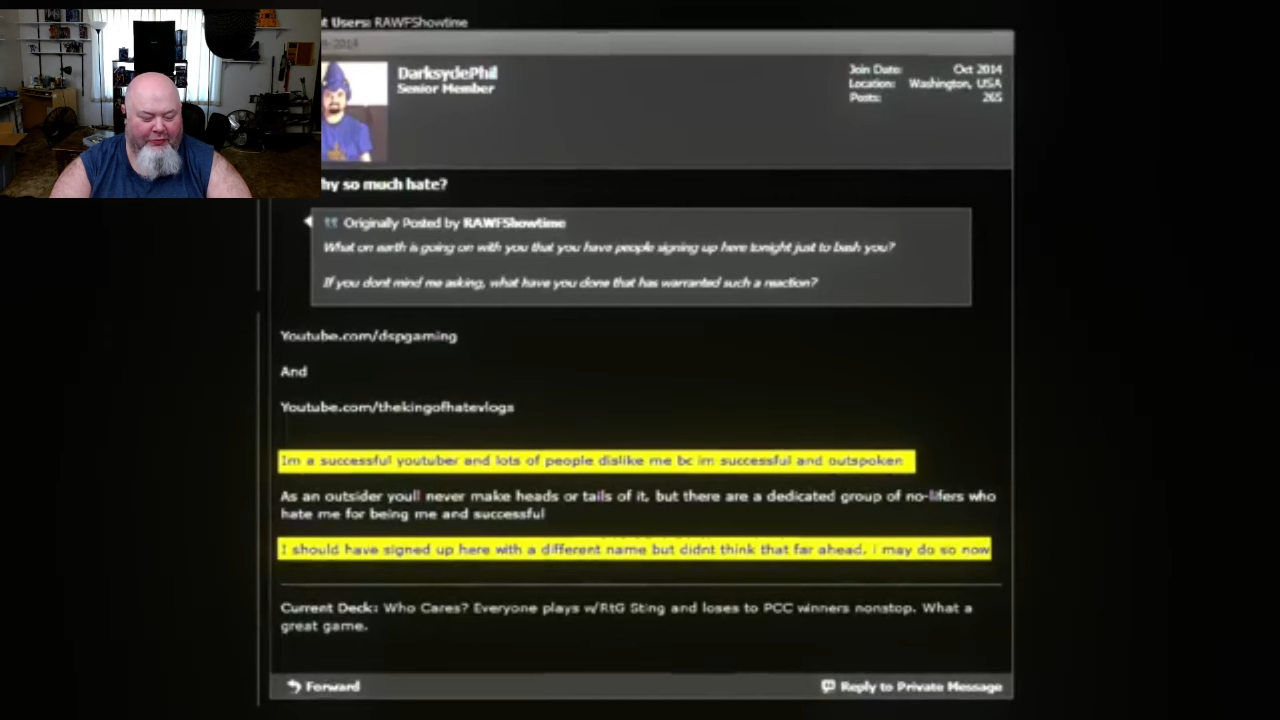 t Users: RAWFShowtime
-2014
DarksydePhil
Senior Member
Join Date: Oct 2014
Location: Washington, USA
Posts: 265
hy so much hate?
Originally Posted by RAWFShowtime
What on earth is going on with you that you have people signing up here tonight just to bash you?
If you dont mind me asking, what have you done that has warranted such a reaction?
Youtube.com/dspgaming
And
Youtube.com/thekingofhatevlogs
Im a successful youtuber and lots of people dislike me bc im successful and outspoken
As an outsider youll never make heads or tails of it, but there are a dedicated group of no-lifers who
hate me for being me and successful
I should have signed up here with a different name but didnt think that far ahead, i may do so now
Current Deck: Who Cares? Everyone plays w/RtG Sting and loses to PCC winners nonstop. What a
great game.
Forward
Reply to Private Message